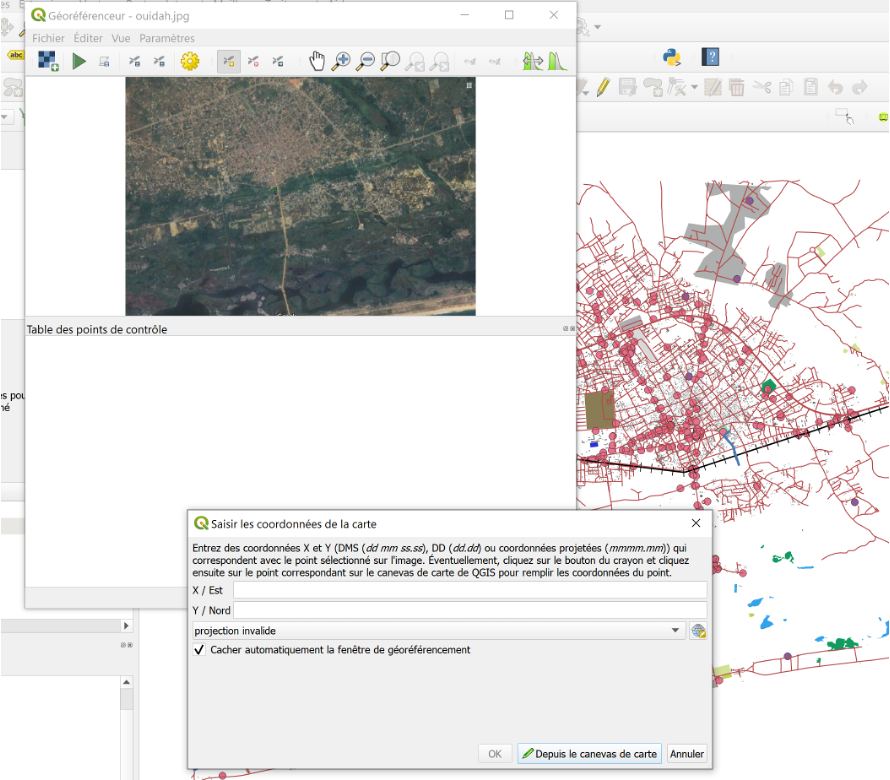 Géoréférenceur - ouidah.jpg
Fichier Éditer Vue Paramètres
abc
Table des points de contrôle
Saisir les coordonnées de la carte
Entrez des coordonnées X et Y (DMS (dd mm ss.ss), DD (dd.dd) ou coordonnées projetées (mmmm.mm)) qui
correspondent avec le point sélectionné sur l'image. Éventuellement, cliquez sur le bouton du crayon et cliquez
ensuite sur le point correspondant sur le canevas de carte de QGIS pour remplir les coordonnées du point.
X / Est
Y / Nord
projection invalide
Cacher automatiquement la fenêtre de géoréférencement
OK Depuis le canevas de carte Annuler